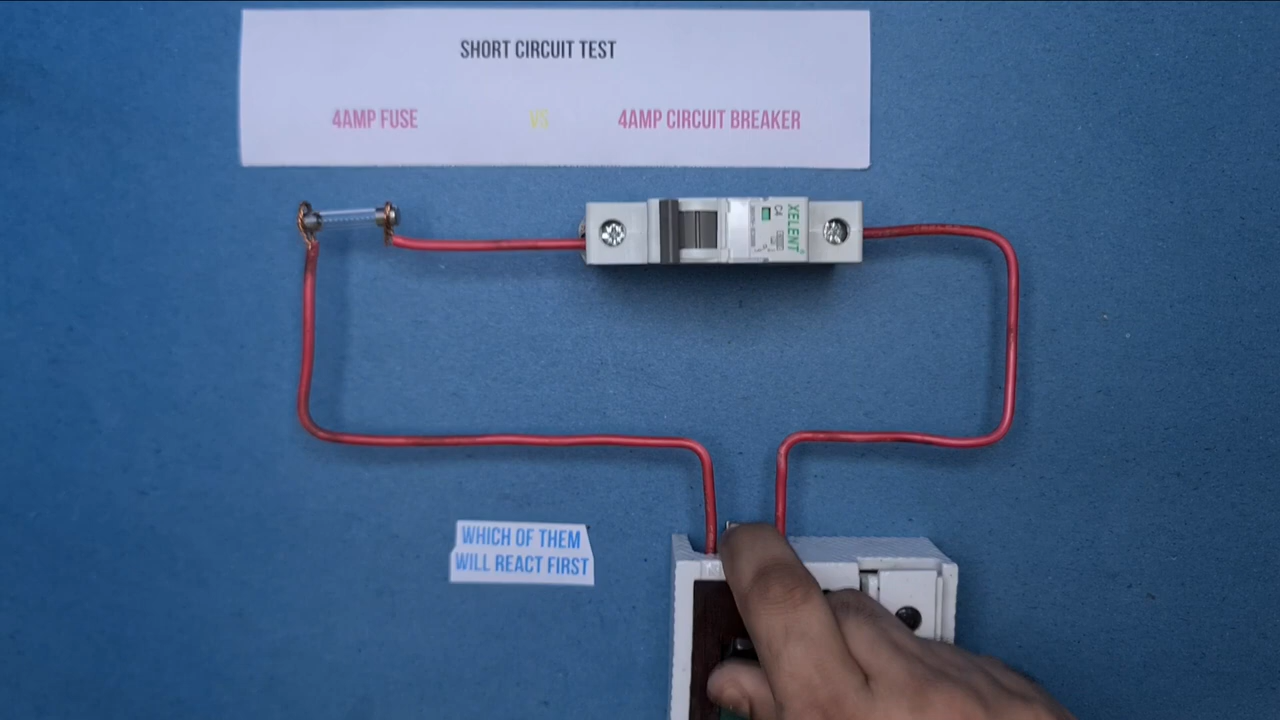 SHORT CIRCUIT TEST
4AMP FUSE VS 4AMP CIRCUIT BREAKER
XELENT
C4
WHICH OF THEM
WILL REACT FIRST